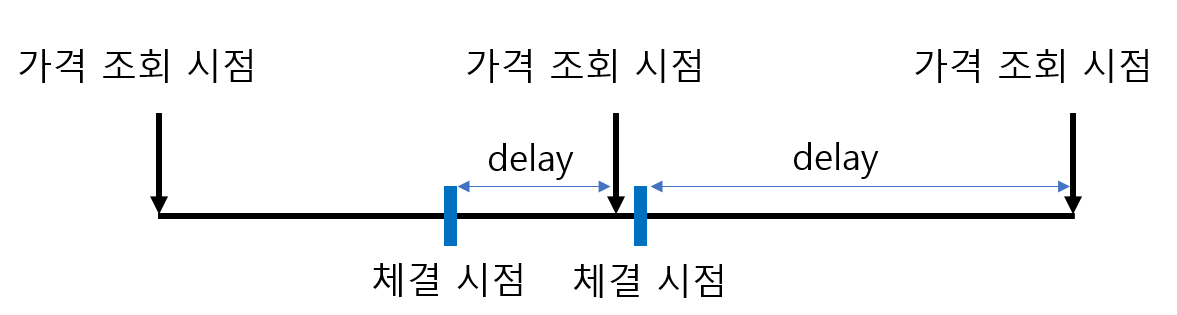 가격 조회 시점
가격 조회 시점
가격 조회 시점
delay
delay
체결 시점
체결 시점